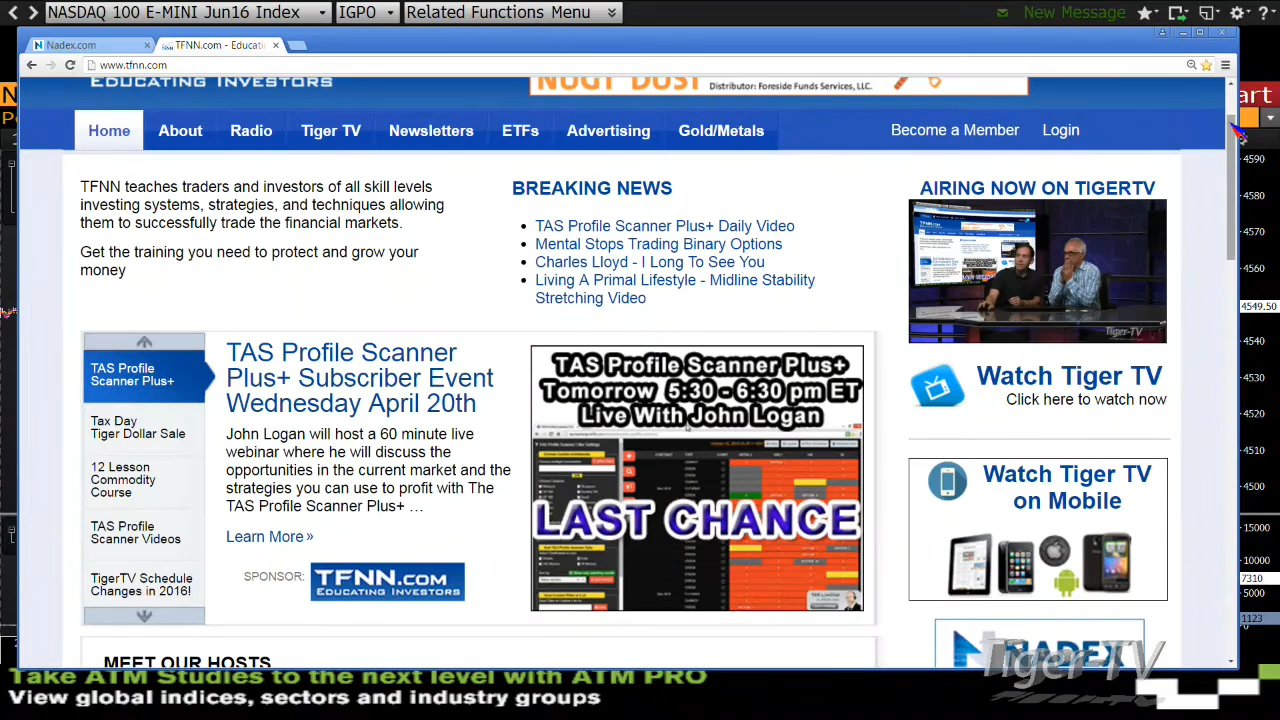 NASDAQ 100 E-MINI Jun16 Index
IGPO
Related Functions Menu
New Message
Nadex.com
TFNN.com - Educati
www.tfnn.com
EDUCATING INVESTORS
NUGT DUST
Distributor: Foreside Funds Services, LLC.
art
Home
About
Radio
Tiger TV
Newsletters
ETFs
Advertising
Gold/Metals
Become a Member
Login
TFNN teaches traders and investors of all skill levels
investing systems, strategies, and techniques allowing
them to successfully trade the financial markets.
Get the training you need to protect and grow your
money
BREAKING NEWS
TAS Profile Scanner Plus+ Daily Video
Mental Stops Trading Binary Options
Charles Lloyd - I Long To See You
Living A Primal Lifestyle - Midline Stability
Stretching Video
AIRING NOW ON TIGERTV
Tiger-TV
Watch Tiger TV
Click here to watch now
Watch Tiger TV
on Mobile
NADEX
TAS Profile
Scanner Plus+
Tax Day
Tiger Dollar Sale
12 Lesson
Commodity
Course
TAS Profile
Scanner Videos
TigerTV Schedule
Changes in 2016!
TAS Profile Scanner
Plus+ Subscriber Event
Wednesday April 20th
John Logan will host a 60 minute live
webinar where he will discuss the
opportunities in the current market and the
strategies you can use to profit with The
TAS Profile Scanner Plus+ ...
Learn More »
SPONSOR:
TFNN.com
EDUCATING INVESTORS
TAS Profile Scanner Plus+
Tomorrow 5:30 - 6:30 pm ET
Live With John Logan
LAST CHANCE
MEET OUR HOSTS
4590
4580
4570
4560
4549.50
4540
4530
4520
4510
4500
15000
10000
7310
5000
1123
Take ATM Studies to the next level with ATM PRO
View global indices, sectors and industry groups
Tiger-TV